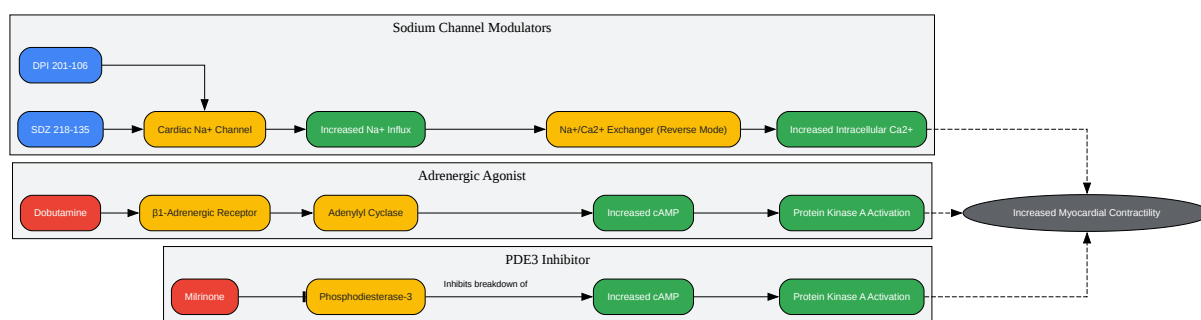 Sodium Channel Modulators
DPI 201-106
SDZ 218-135
Cardiac Na+ Channel
Increased Na+ Influx
Na+/Ca2+ Exchanger (Reverse Mode)
Increased Intracellular Ca2+
Adrenergic Agonist
Dobutamine
β1-Adrenergic Receptor
Adenylyl Cyclase
Increased cAMP
Protein Kinase A Activation
Increased Myocardial Contractility
PDE3 Inhibitor
Milrinone
Phosphodiesterase-3
Inhibits breakdown of
Increased cAMP
Protein Kinase A Activation